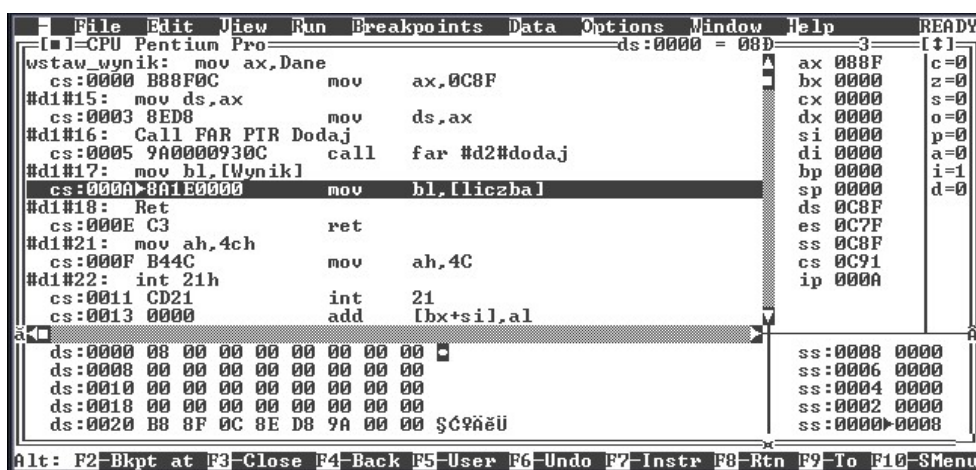 ≡ File Edit View Run Breakpoints Data Options Window Help READY
[■]=CPU Pentium Pro ds:0000 = 08 3 [↕]
wstaw_wynik: mov ax,Dane ax 088F c=0
cs:0000 B88F0C mov ax,0C8F bx 0000 z=0
#d1#15: mov ds,ax cx 0000 s=0
cs:0003 8ED8 mov ds,ax dx 0000 o=0
#d1#16: Call FAR PTR Dodaj si 0000 p=0
cs:0005 9A0000930C call far #d2#dodaj di 0000 a=0
#d1#17: mov bl,[Wynik] bp 0000 i=1
cs:000A►8A1E0000 mov bl,[liczba] sp 0000 d=0
#d1#18: Ret ds 0C8F
cs:000E C3 ret es 0C7F
#d1#21: mov ah,4ch ss 0C8F
cs:000F B44C mov ah,4C cs 0C91
#d1#22: int 21h ip 000A
cs:0011 CD21 int 21
cs:0013 0000 add [bx+si],al
ds:0000 08 00 00 00 00 00 00 00 ◘ ss:0008 0000
ds:0008 00 00 00 00 00 00 00 00 ss:0006 0000
ds:0010 00 00 00 00 00 00 00 00 ss:0004 0000
ds:0018 00 00 00 00 00 00 00 00 ss:0002 0000
ds:0020 B8 8F 0C 8E D8 9A 00 00 ŞĆ♀ÄěÜ ss:0000►0008
Alt: F2-Bkpt at F3-Close F4-Back F5-User F6-Undo F7-Instr F8-Rtn F9-To F10-SMenu